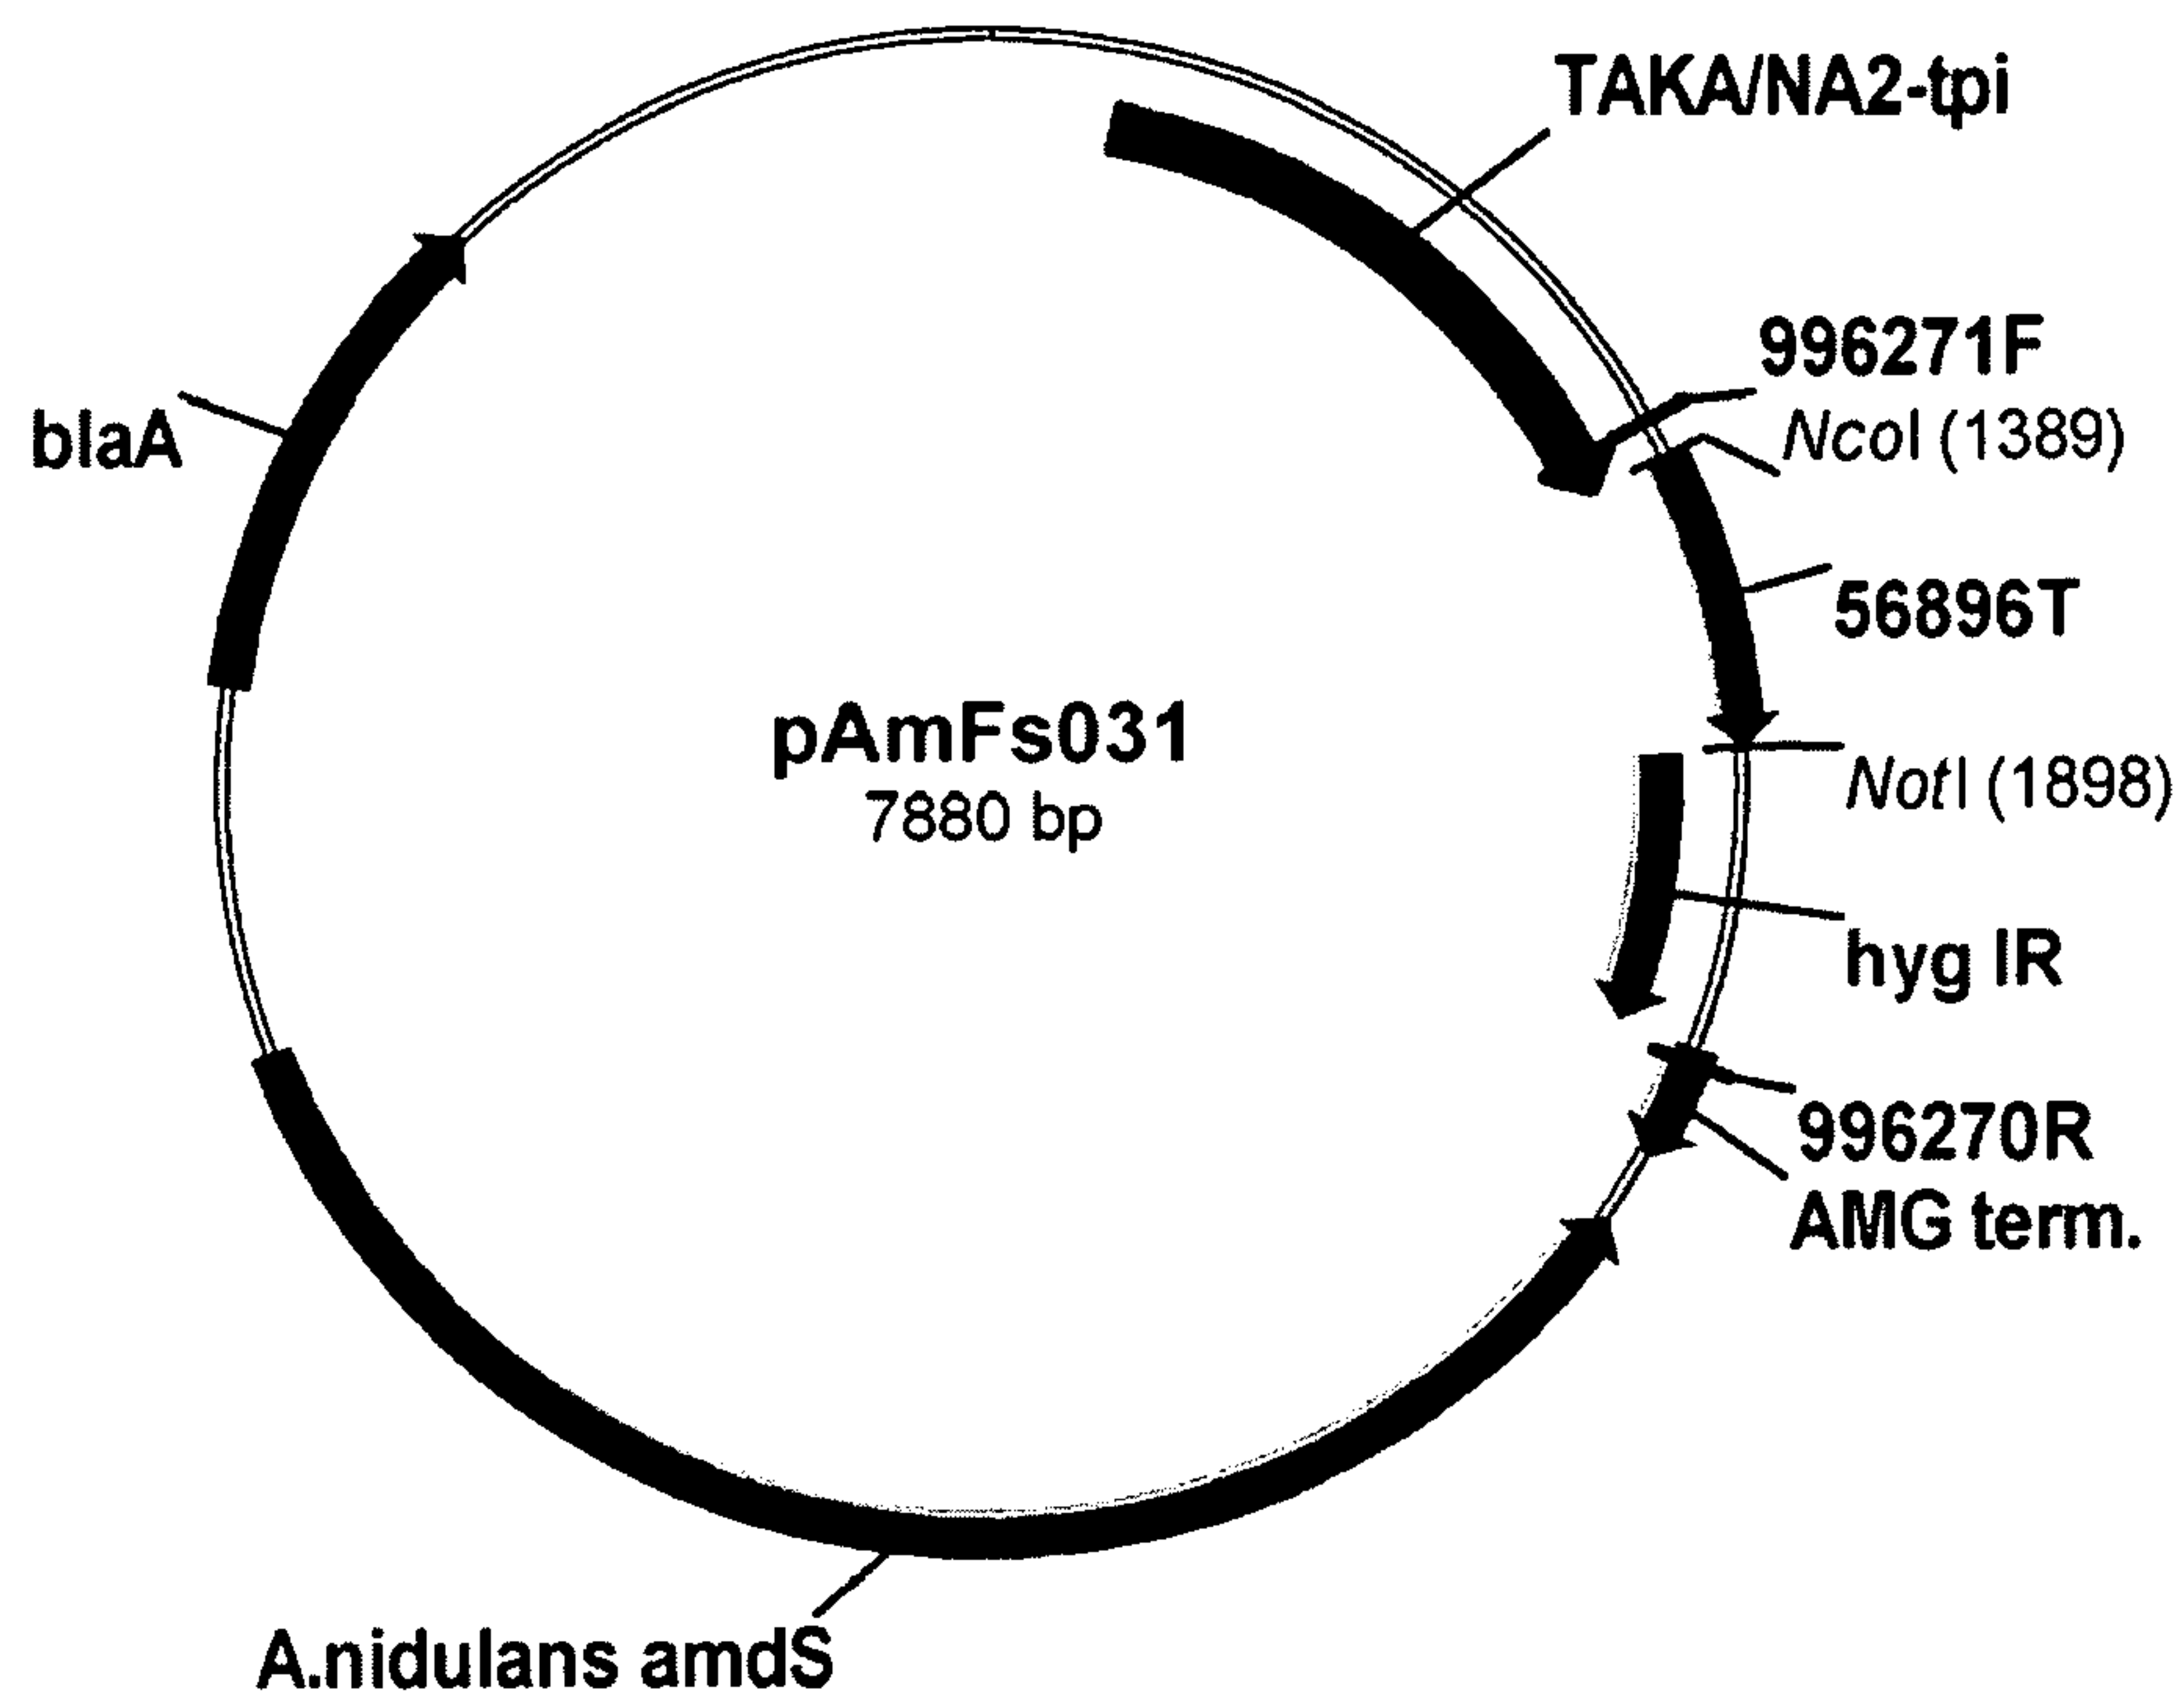 TAKA/NA2-tpi
996271F
NcoI (1389)
blaA
56896T
pAmFs031
7880 bp
NotI (1898)
hyg IR
996270R
AMG term.
A.nidulans amdS